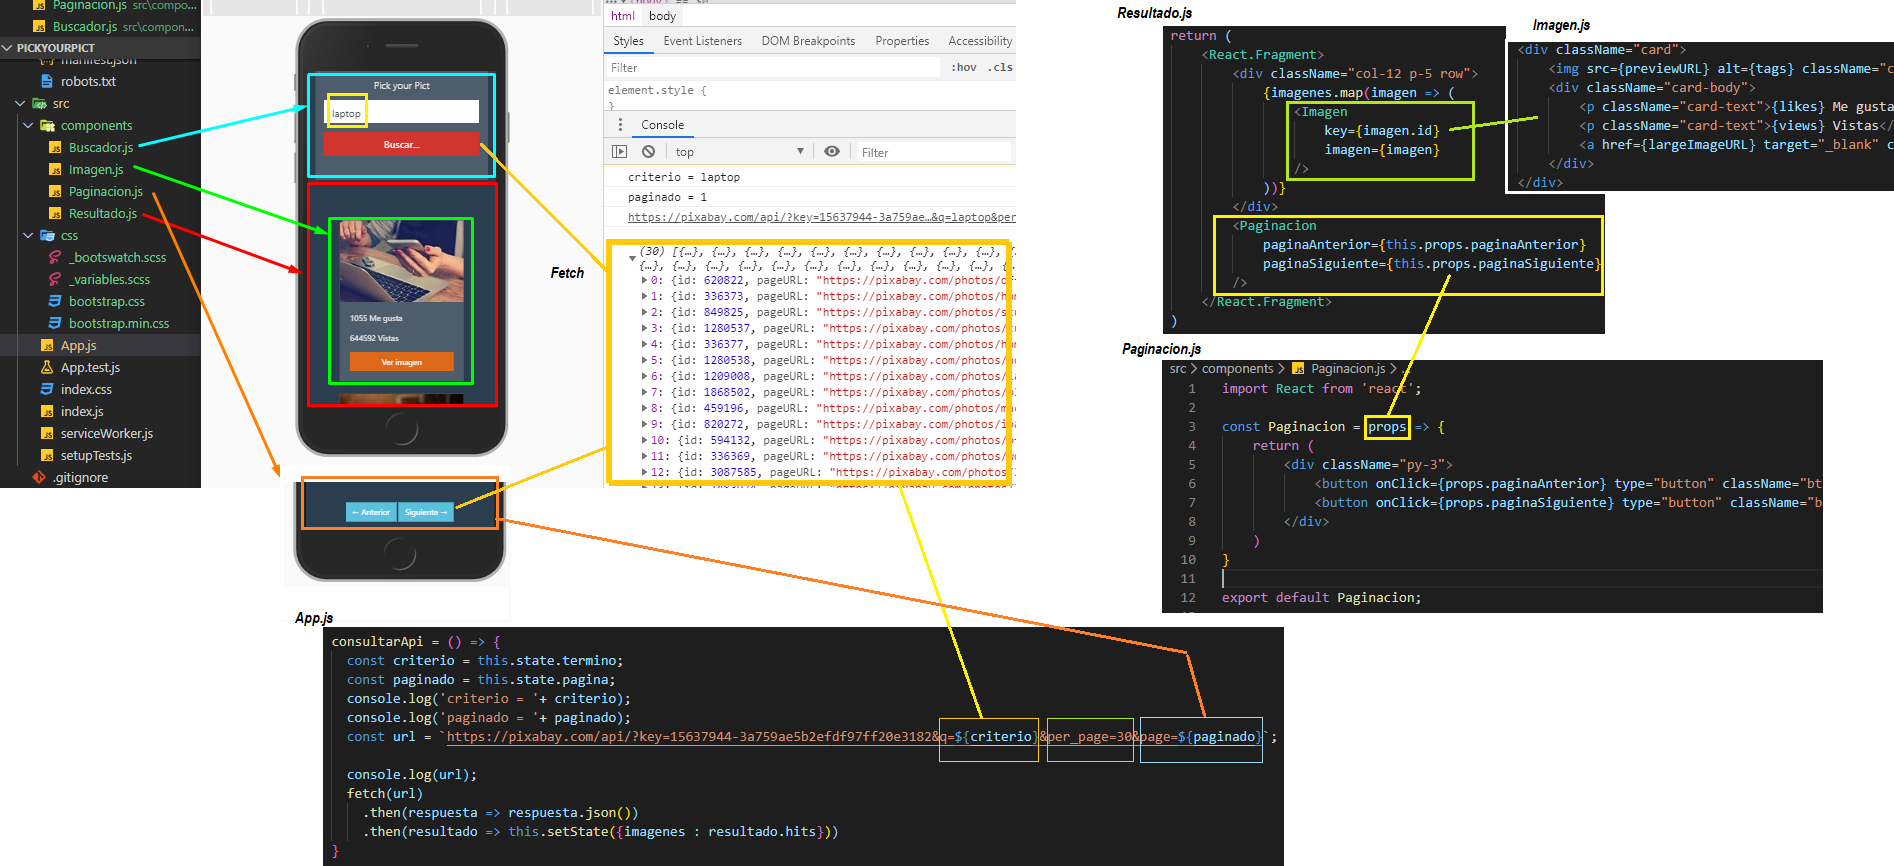 Paginacion.js src\compo...
Buscador.js src\compon...
PICKYOURPICT
manifest.json
robots.txt
src
components
Buscador.js
Imagen.js
Paginacion.js
Resultado.js
css
_bootswatch.scss
_variables.scss
bootstrap.css
bootstrap.min.css
App.js
App.test.js
index.css
index.js
serviceWorker.js
setupTests.js
.gitignore
Pick your Pict
laptop
Buscar...
1055 Me gusta
644592 Vistas
Ver imagen
← Anterior
Siguiente →
Fetch
html body
Styles Event Listeners DOM Breakpoints Properties Accessibility
Filter :hov .cls
element.style {
}
Console
top Filter
criterio = laptop
paginado = 1
https://pixabay.com/api/?key=15637944-3a759ae…&q=laptop&per
(30) [{…}, {…}, {…}, {…}, {…}, {…}, {…}, {…}, {…}, {…},
{…}, {…}, {…}, {…}, {…}, {…}, {…}, {…}, {…}, {…}, {…},
0: {id: 620822, pageURL: "https://pixabay.com/photos/of
1: {id: 336373, pageURL: "https://pixabay.com/photos/ho
2: {id: 849825, pageURL: "https://pixabay.com/photos/st
3: {id: 1280537, pageURL: "https://pixabay.com/photos/
4: {id: 336377, pageURL: "https://pixabay.com/photos/ho
5: {id: 1280538, pageURL: "https://pixabay.com/photos/
6: {id: 1209008, pageURL: "https://pixabay.com/photos/
7: {id: 1868502, pageURL: "https://pixabay.com/photos/
8: {id: 459196, pageURL: "https://pixabay.com/photos/ma
9: {id: 820272, pageURL: "https://pixabay.com/photos/ip
10: {id: 594132, pageURL: "https://pixabay.com/photos/
11: {id: 336369, pageURL: "https://pixabay.com/photos/
12: {id: 3087585, pageURL: "https://pixabay.com/photos/
Resultado.js
return (
<React.Fragment>
<div className="col-12 p-5 row">
{imagenes.map(imagen => (
<Imagen
key={imagen.id}
imagen={imagen}
/>
))}
</div>
<Paginacion
paginaAnterior={this.props.paginaAnterior}
paginaSiguiente={this.props.paginaSiguiente}
/>
</React.Fragment>
)
Imagen.js
<div className="card">
<img src={previewURL} alt={tags} className="c
<div className="card-body">
<p className="card-text">{likes} Me gusta
<p className="card-text">{views} Vistas</
<a href={largeImageURL} target="_blank" c
</div>
</div>
Paginacion.js
src > components > Paginacion.js > ..
1 import React from 'react';
2
3 const Paginacion = props => {
4 return (
5 <div className="py-3">
6 <button onClick={props.paginaAnterior} type="button" className="bt
7 <button onClick={props.paginaSiguiente} type="button" className="b
8 </div>
9 )
10 }
11
12 export default Paginacion;
App.js
consultarApi = () => {
const criterio = this.state.termino;
const paginado = this.state.pagina;
console.log('criterio = '+ criterio);
console.log('paginado = '+ paginado);
const url = `https://pixabay.com/api/?key=15637944-3a759ae5b2efdf97ff20e3182&q=${criterio}&per_page=30&page=${paginado}`;
console.log(url);
fetch(url)
.then(respuesta => respuesta.json())
.then(resultado => this.setState({imagenes : resultado.hits}))
}